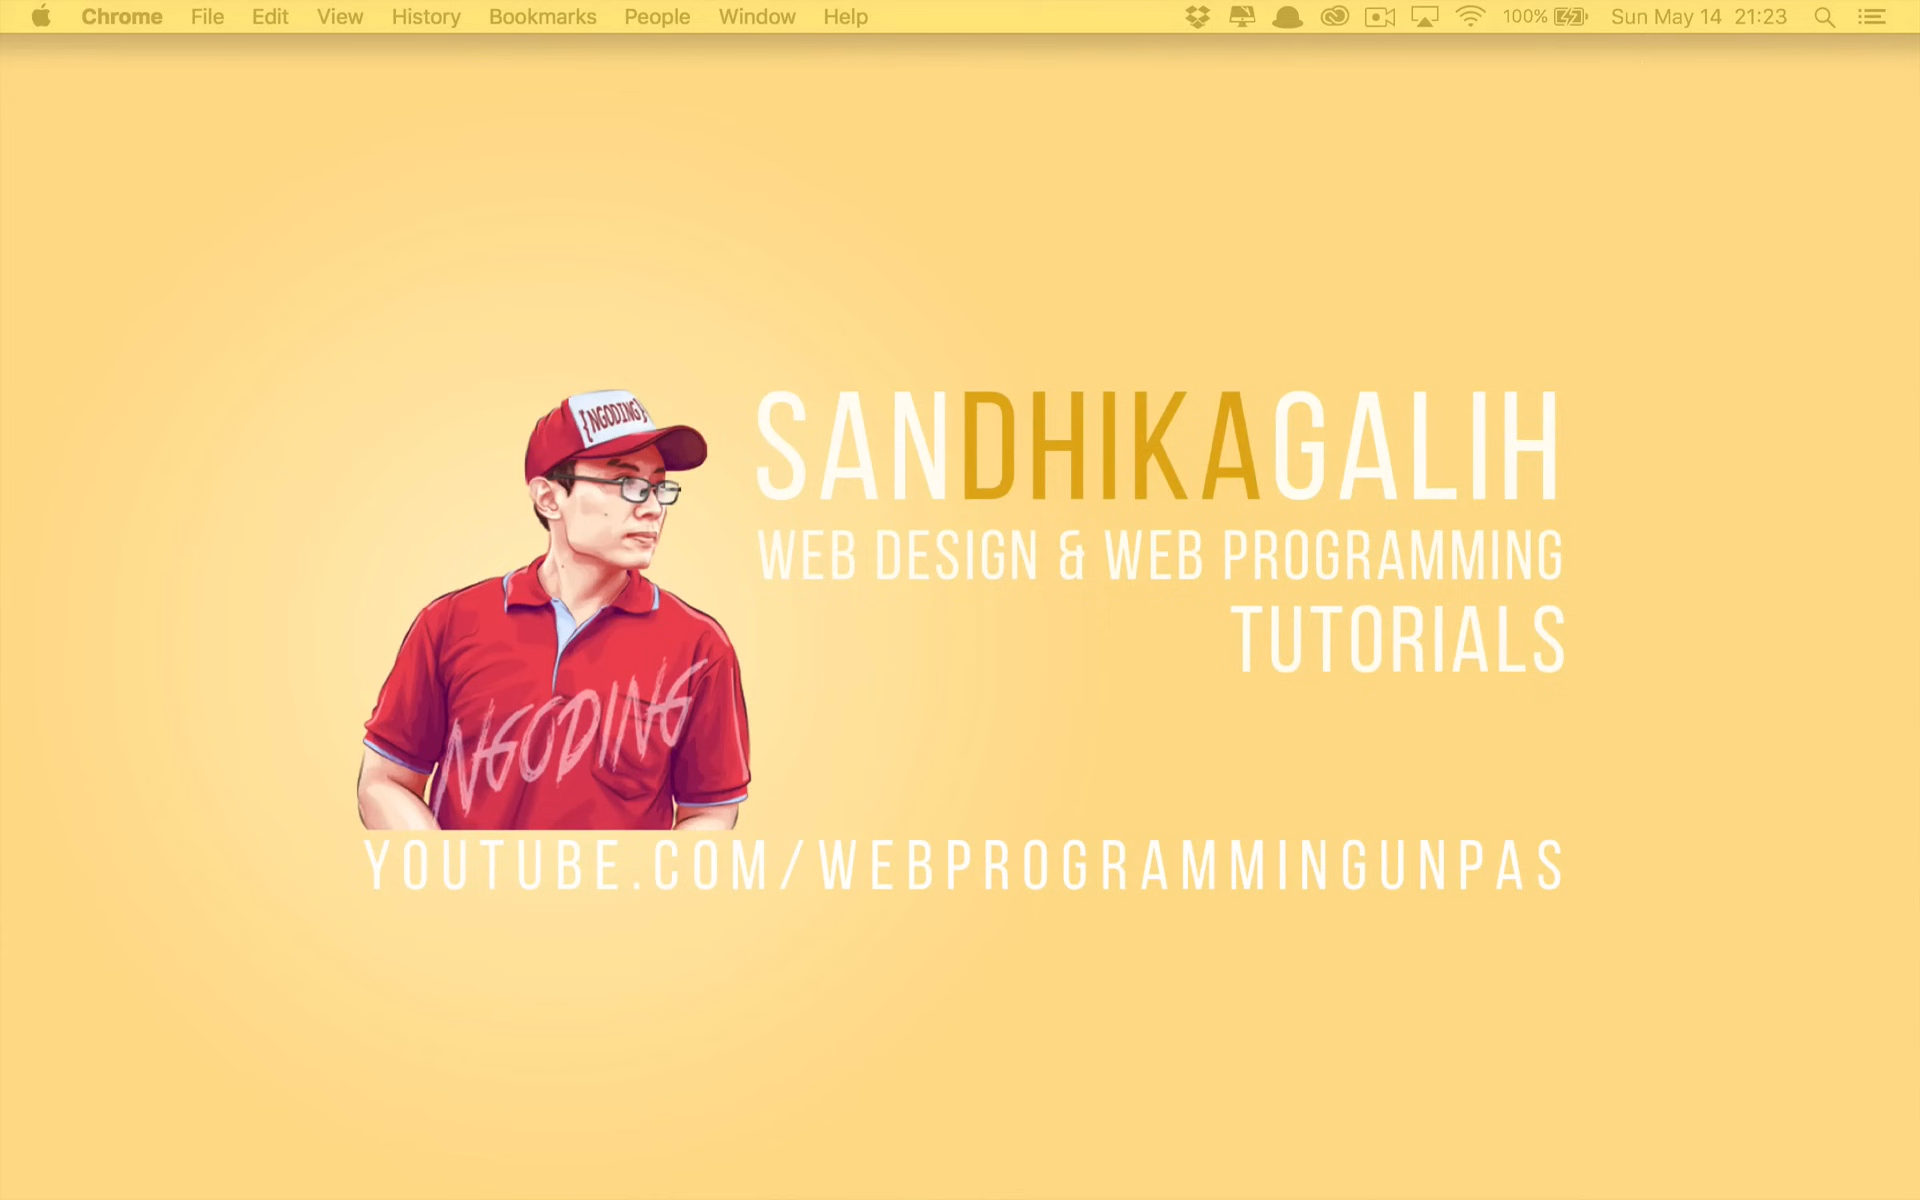 Chrome File Edit View History Bookmarks People Window Help 100% Sun May 14 21:23
{NGODING}
SANDHIKAGALIH
WEB DESIGN & WEB PROGRAMMING
TUTORIALS
NGODING
YOUTUBE.COM/WEBPROGRAMMINGUNPAS